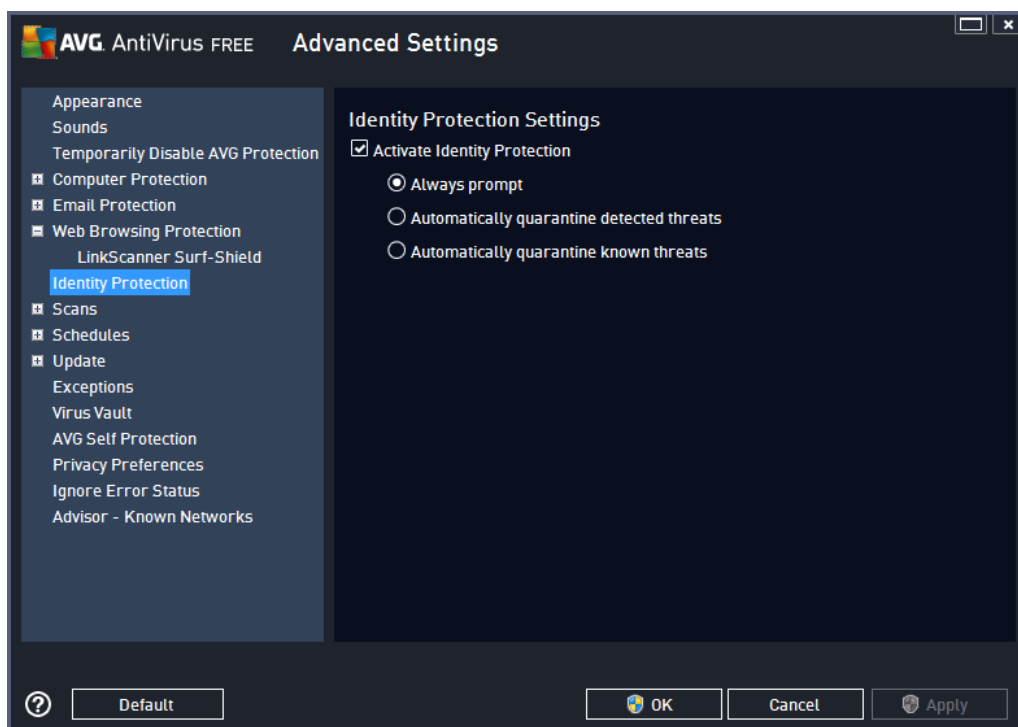 AVG. AntiVirus FREE Advanced Settings
Appearance
Sounds
Temporarily Disable AVG Protection
Computer Protection
Email Protection
Web Browsing Protection
LinkScanner Surf-Shield
Identity Protection
Scans
Schedules
Update
Exceptions
Virus Vault
AVG Self Protection
Privacy Preferences
Ignore Error Status
Advisor - Known Networks
Identity Protection Settings
Activate Identity Protection
Always prompt
Automatically quarantine detected threats
Automatically quarantine known threats
? Default OK Cancel Apply